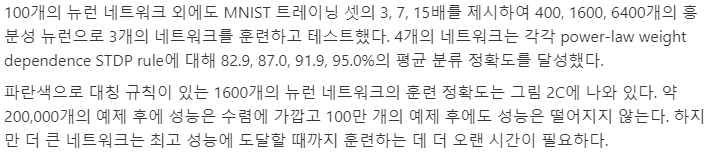 100개의 뉴런 네트워크 외에도 MNIST 트레이닝 셋의 3, 7, 15배를 제시하여 400, 1600, 6400개의 흥
분성 뉴런으로 3개의 네트워크를 훈련하고 테스트했다. 4개의 네트워크는 각각 power-law weight
dependence STDP rule에 대해 82.9, 87.0, 91.9, 95.0%의 평균 분류 정확도를 달성했다.
파란색으로 대칭 규칙이 있는 1600개의 뉴런 네트워크의 훈련 정확도는 그림 2C에 나와 있다. 약
200,000개의 예제 후에 성능은 수렴에 가깝고 100만 개의 예제 후에도 성능은 떨어지지 않는다. 하지
만 더 큰 네트워크는 최고 성능에 도달할 때까지 훈련하는 데 더 오랜 시간이 필요하다.